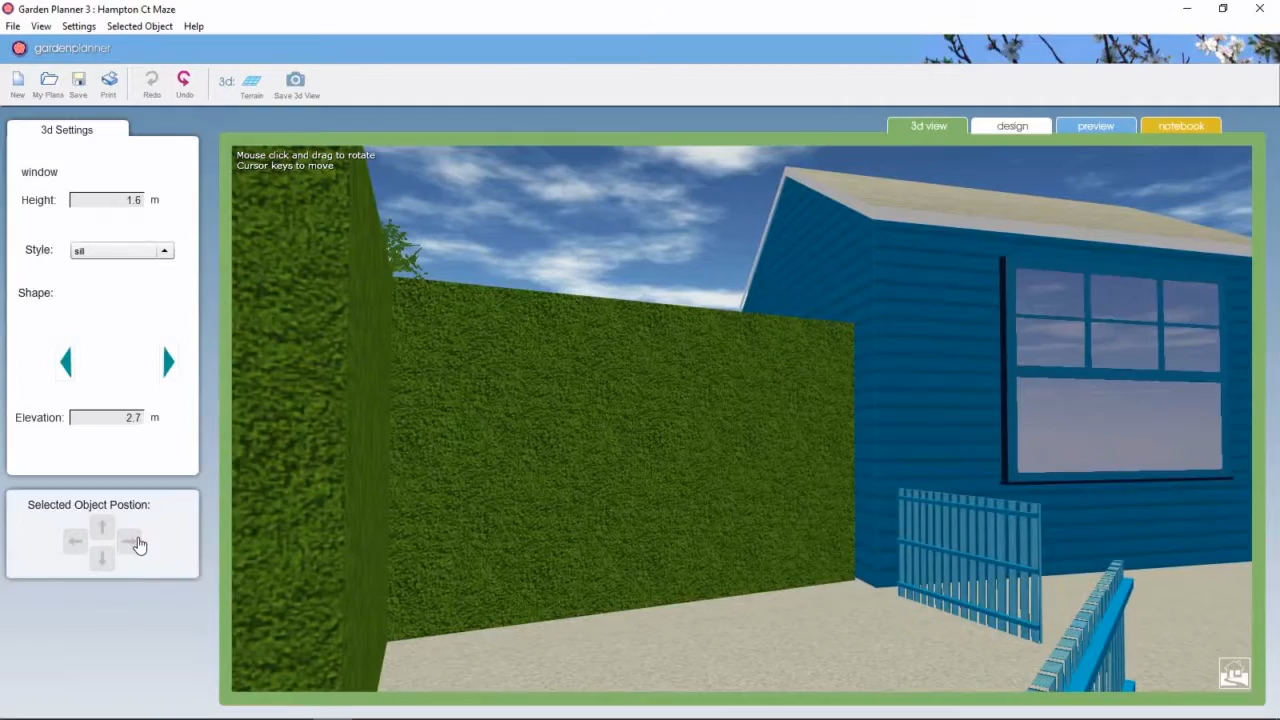 Garden Planner 3 : Hampton Ct Maze
File View Settings Selected Object Help
gardenplanner
New My Plans Save Print Redo Undo 3d: Terrain Save 3d View
3d Settings
3d view design preview notebook
Mouse click and drag to rotate
Cursor keys to move
window
Height: 1.6 m
Style: sill
Shape:
Elevation: 2.7 m
Selected Object Postion: